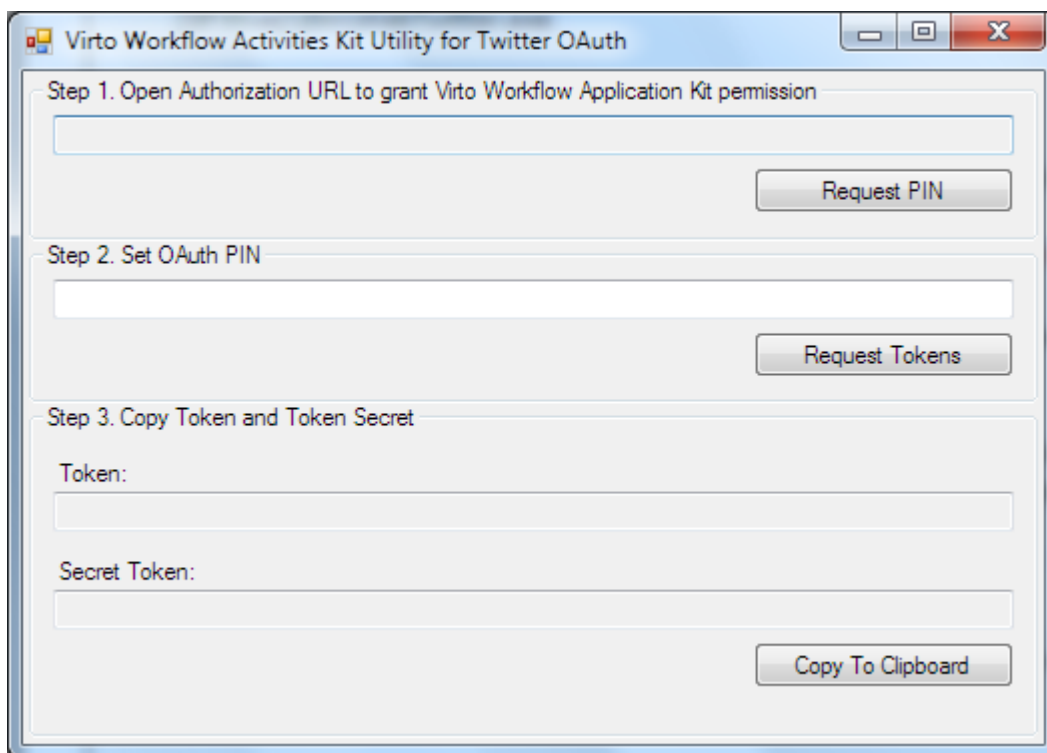 Virto Workflow Activities Kit Utility for Twitter OAuth
Step 1. Open Authorization URL to grant Virto Workflow Application Kit permission
Request PIN
Step 2. Set OAuth PIN
Request Tokens
Step 3. Copy Token and Token Secret
Token:
Secret Token:
Copy To Clipboard